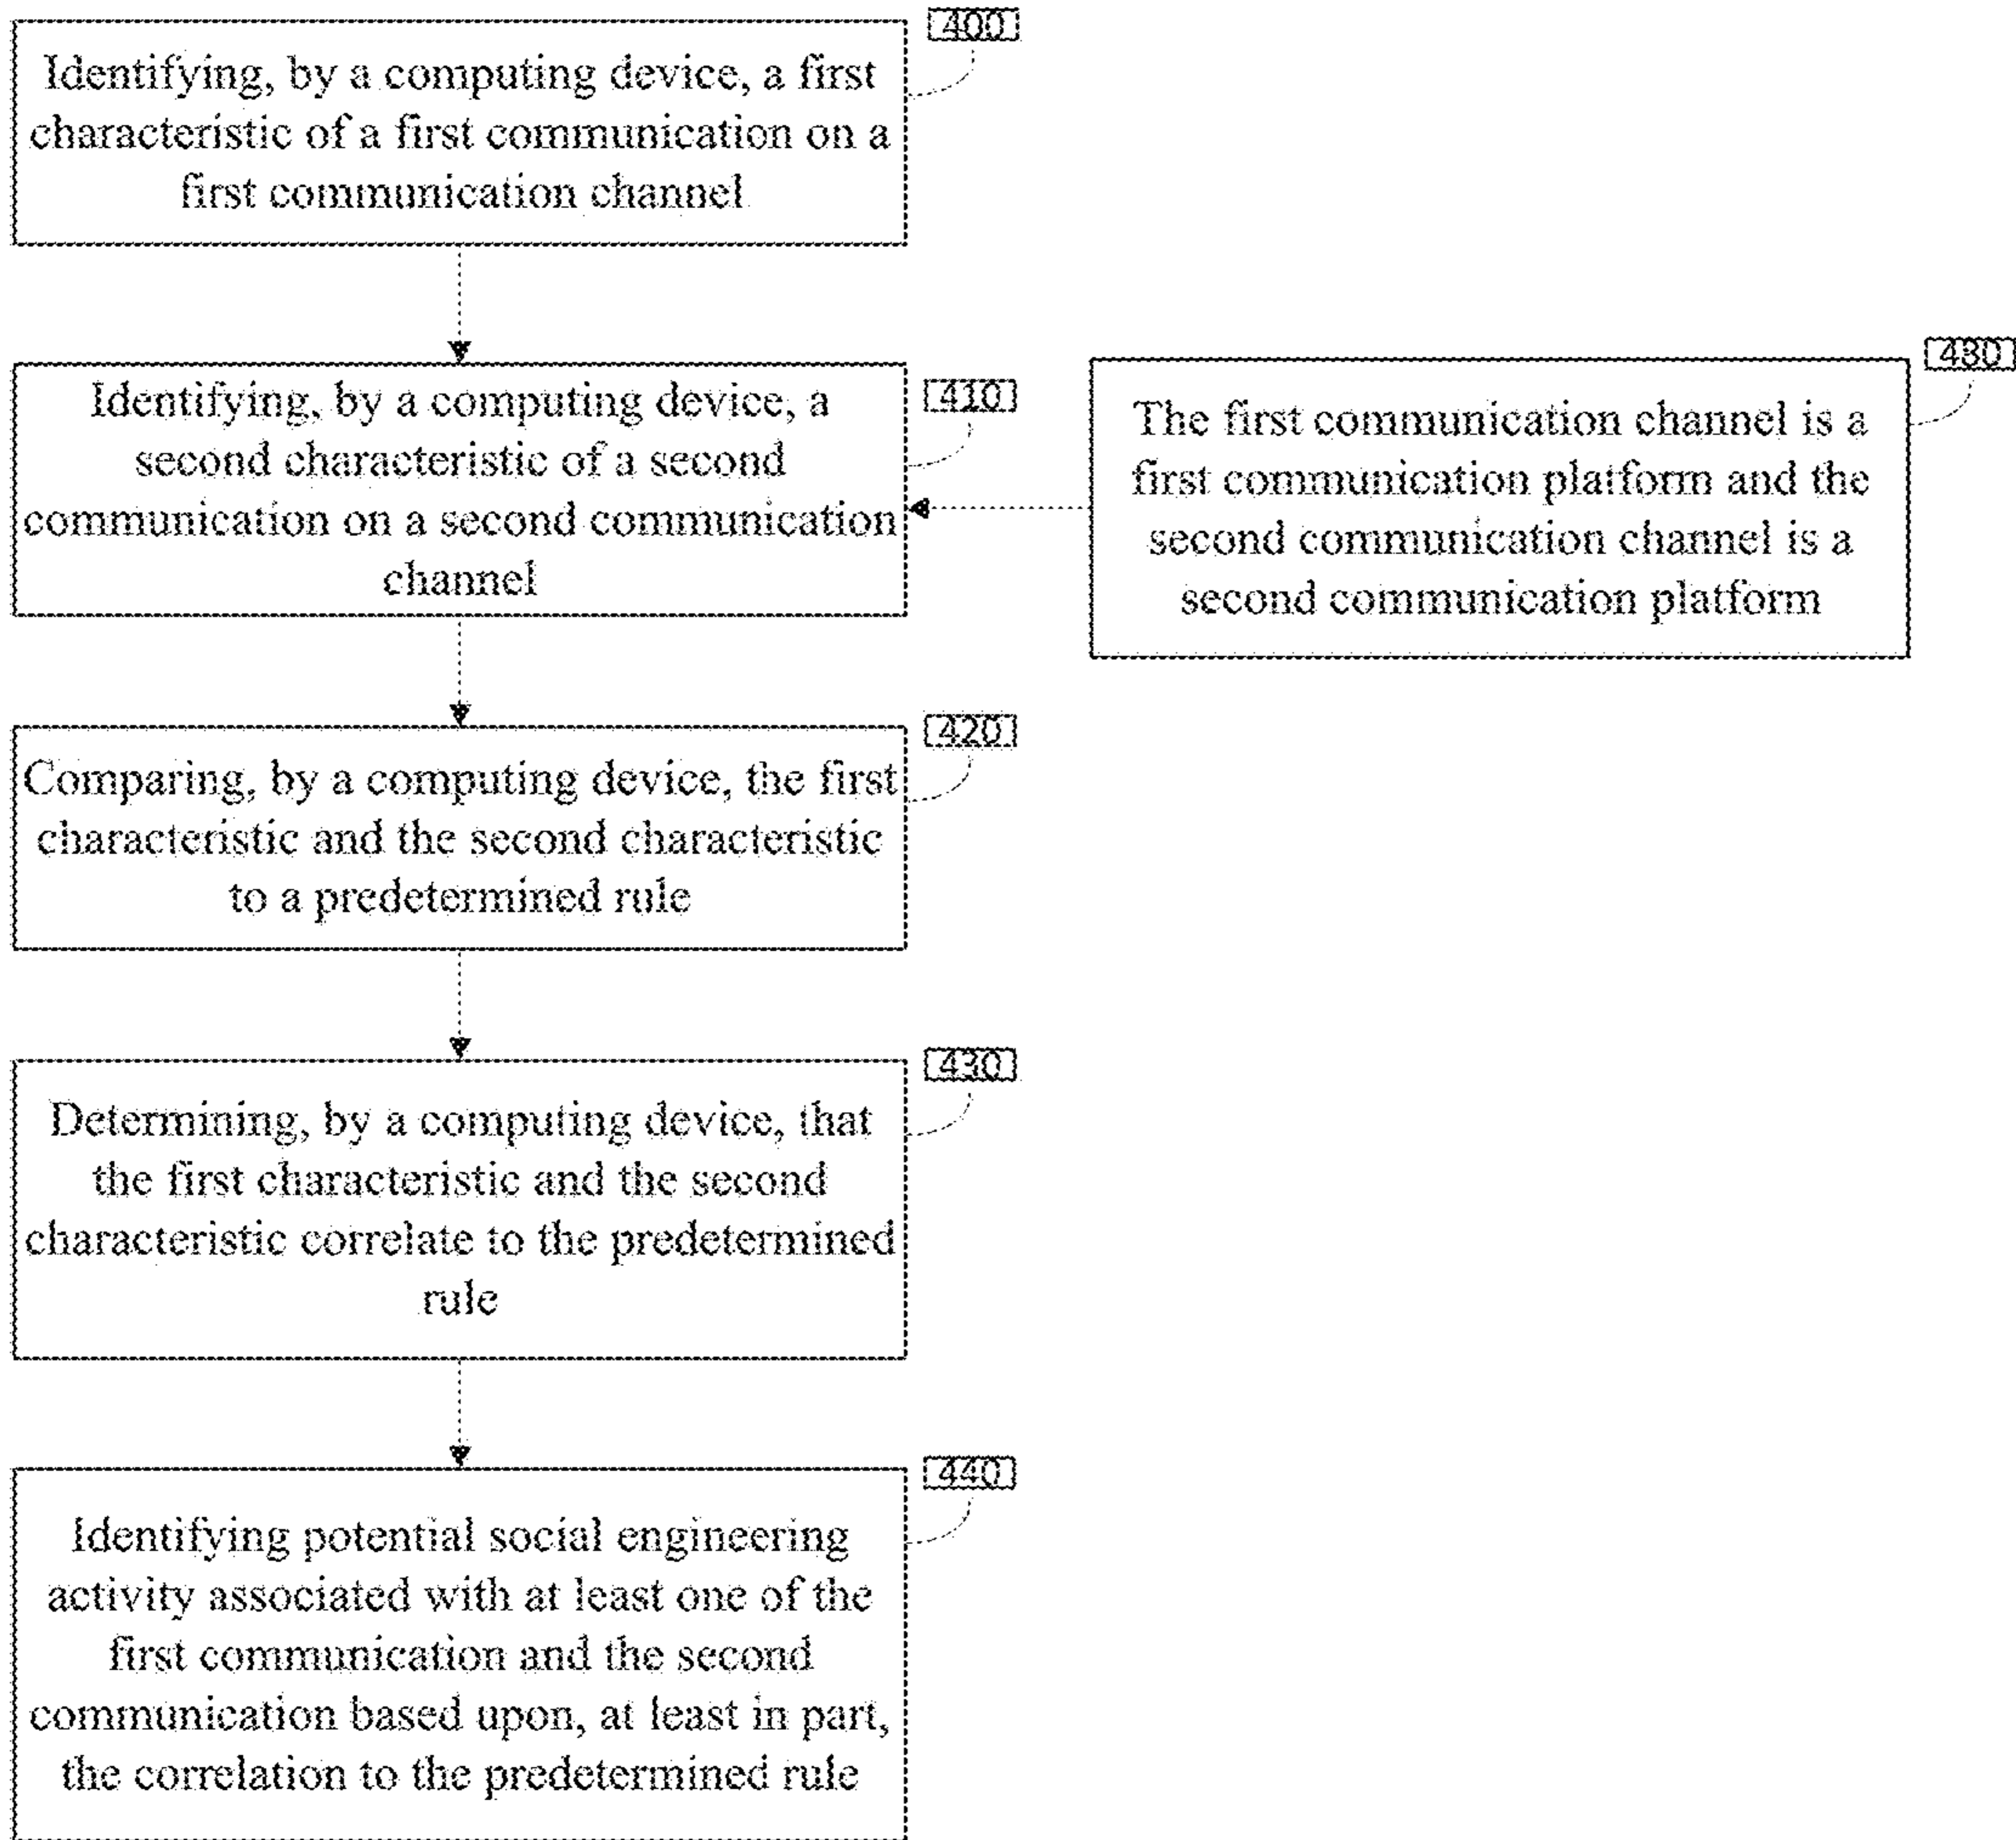 400
Identifying, by a computing device, a first
characteristic of a first communication on a
first communication channel
410
Identifying, by a computing device, a
second characteristic of a second
communication on a second communication
channel
480
The first communication channel is a
first communication platform and the
second communication channel is a
second communication platform
420
Comparing, by a computing device, the first
characteristic and the second characteristic
to a predetermined rule
430
Determining, by a computing device, that
the first characteristic and the second
characteristic correlate to the predetermined
rule
440
Identifying potential social engineering
activity associated with at least one of the
first communication and the second
communication based upon, at least in part,
the correlation to the predetermined rule